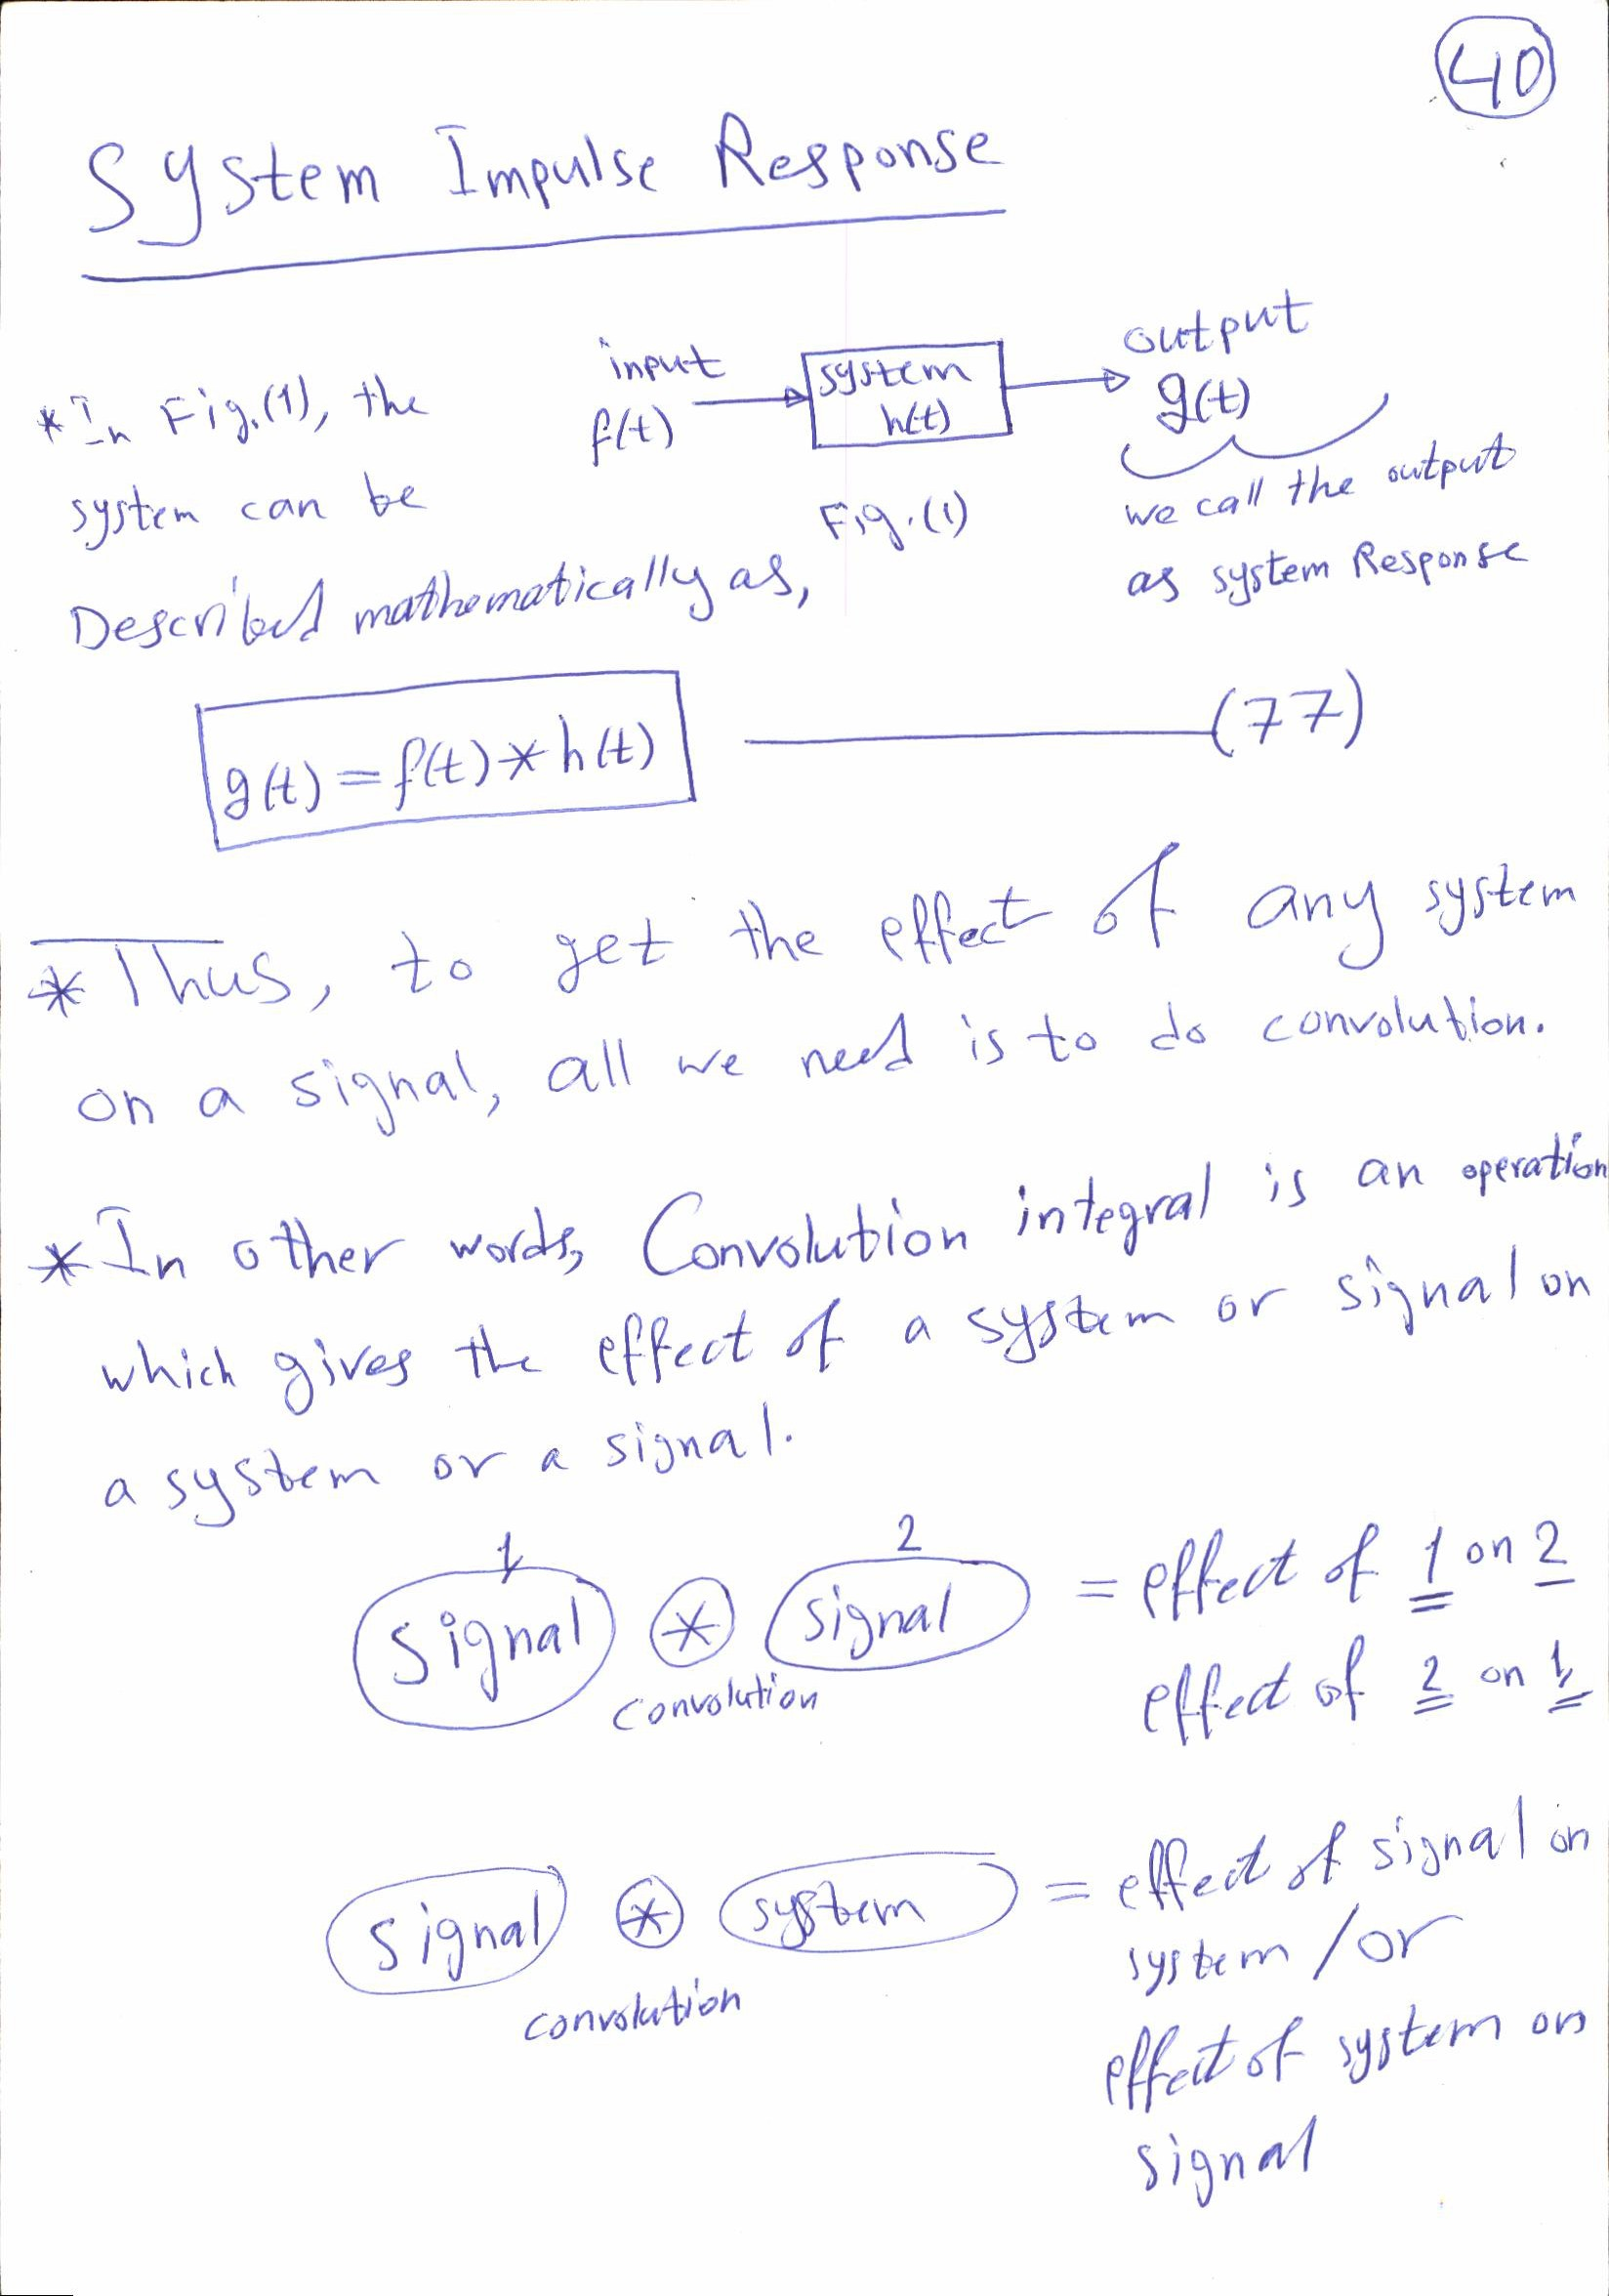 40
System Impulse Response
input
output
*In Fig.(1), the
f(t)
system
h(t)
g(t)
system can be
Fig.(1)
we call the output
as system Response
Described mathematically as,
g(t) = f(t) * h(t) (77)
*Thus, to get the effect of any system
on a signal, all we need is to do convolution.
*In other words, Convolution integral is an operation
which gives the effect of a system or signal on
a system or a signal.
1 2
signal * signal = effect of 1 on 2
convolution
effect of 2 on 1
signal * system = effect of signal on
system / or
convolution
effect of system on
signal